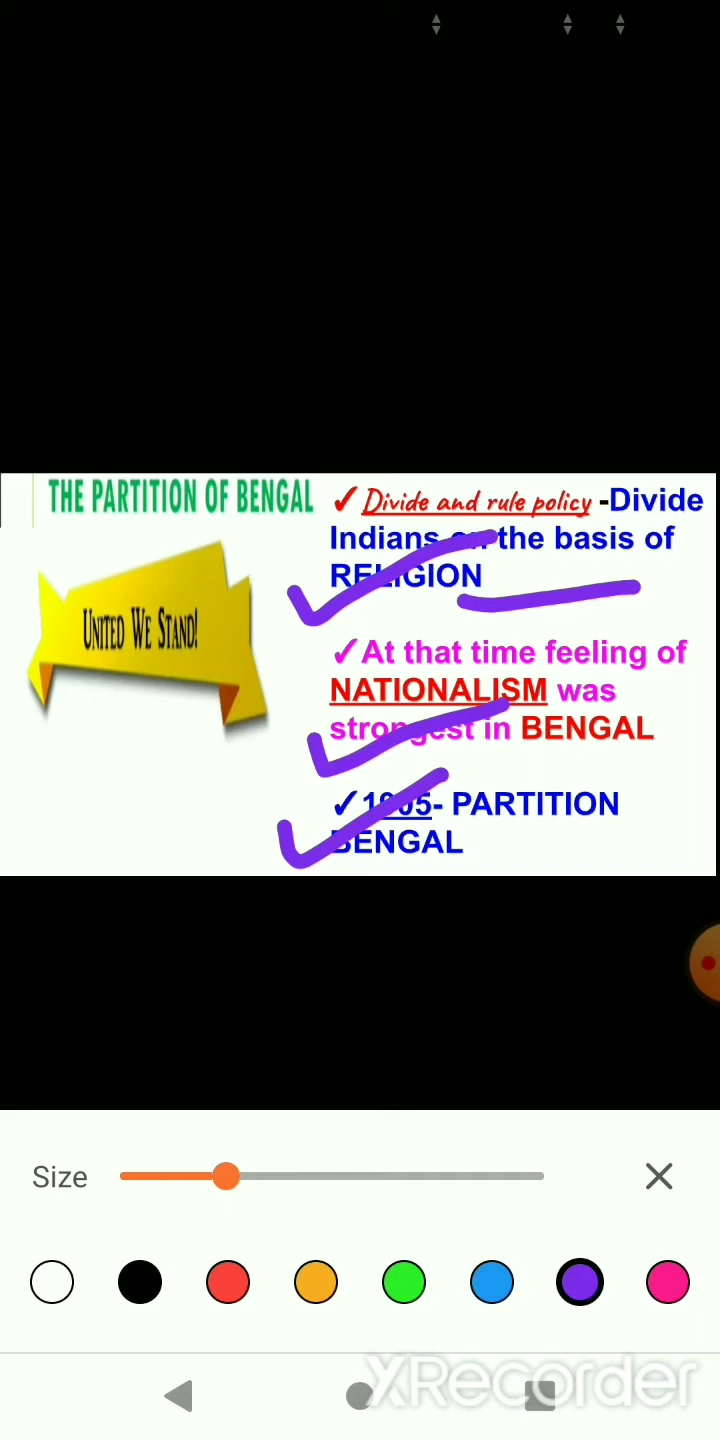 THE PARTITION OF BENGAL
UNITED WE STAND!
✓Divide and rule policy -Divide
Indians on the basis of
RELIGION
✓At that time feeling of
NATIONALISM was
strongest in BENGAL
✓1905- PARTITION
BENGAL
Size
XRecorder